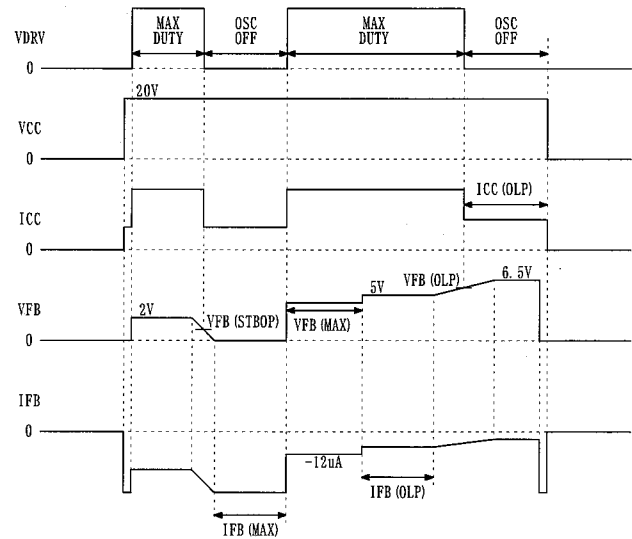 MAX DUTY
OSC OFF
MAX DUTY
OSC OFF
VDRV
0
20V
VCC
0
ICC (OLP)
ICC
0
6. 5V
VFB (OLP)
5V
VFB
2V
VFB (STBOP)
VFB (MAX)
0
IFB
0
-12uA
IFB (OLP)
IFB (MAX)